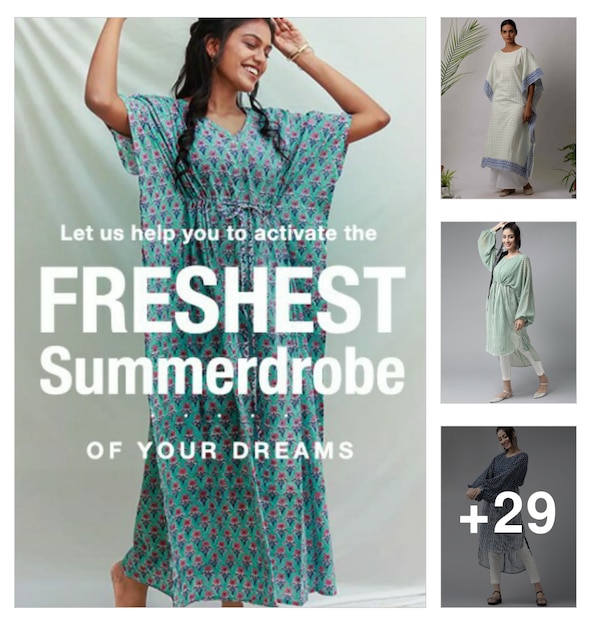 Let us help you to activate the
FRESHEST
Summerdrobe
OF YOUR DREAMS
+29